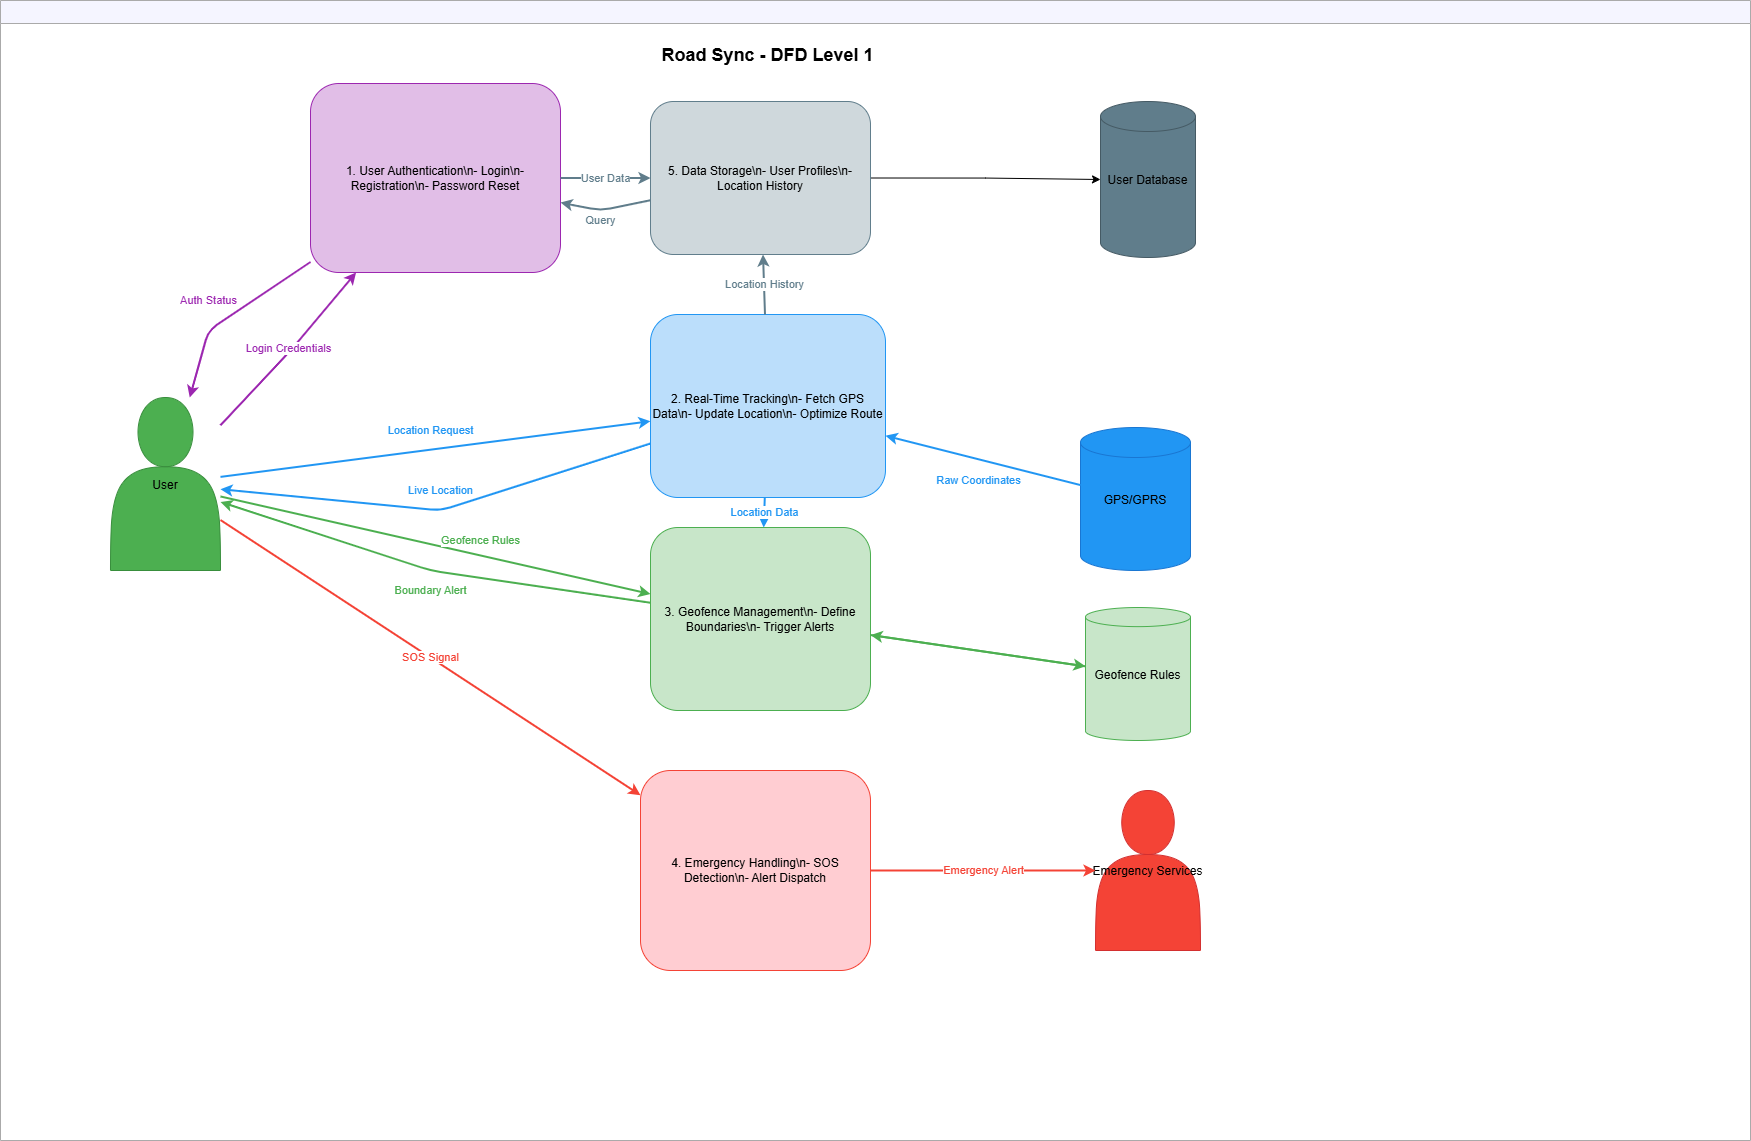 Road Sync - DFD Level 1
1. User Authentication\n- Login\n-
Registration\n- Password Reset
User Data
Query
5. Data Storage\n- User Profiles\n-
Location History
User Database
Auth Status
Login Credentials
Location History
2. Real-Time Tracking\n- Fetch GPS
Data\n- Update Location\n- Optimize Route
Location Request
Live Location
User
Raw Coordinates
GPS/GPRS
Location Data
Geofence Rules
Boundary Alert
3. Geofence Management\n- Define
Boundaries\n- Trigger Alerts
Geofence Rules
SOS Signal
4. Emergency Handling\n- SOS
Detection\n- Alert Dispatch
Emergency Alert
Emergency Services